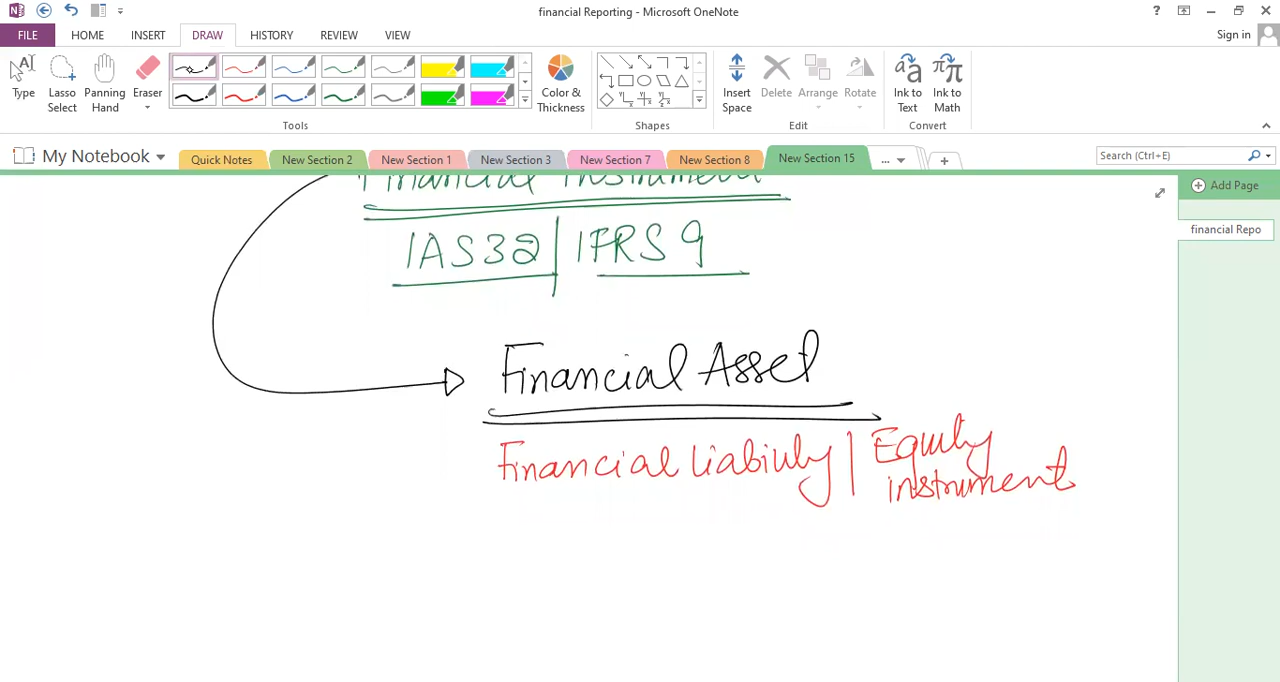 financial Reporting - Microsoft OneNote
? 
Sign in
FILE HOME INSERT DRAW HISTORY REVIEW VIEW
Type
Lasso Select
Panning Hand
Eraser
Color & Thickness
Insert Space
Delete
Arrange
Rotate
Ink to Text
Ink to Math
Tools
Shapes
Edit
Convert
My Notebook
Quick Notes
New Section 2
New Section 1
New Section 3
New Section 7
New Section 8
New Section 15
...
Search (Ctrl+E)
Add Page
financial Repo
Financial Instrument
IAS32 | IFRS 9
Financial Asset
Financial liability | Equity
instrument